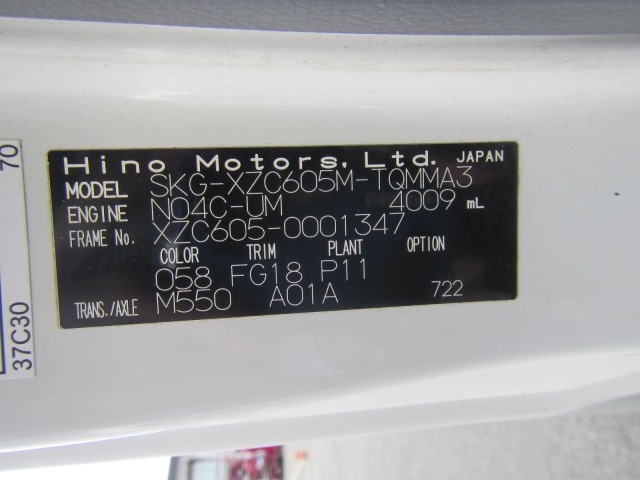 Hino Motors, Ltd. JAPAN
MODEL SKG-XZC605M-TQMMA3
ENGINE N04C-UM 4009 mL
FRAME No. XZC605-0001347
COLOR TRIM PLANT OPTION
058 FG18 P11
TRANS./AXLE M550 A01A 722
70
37C30